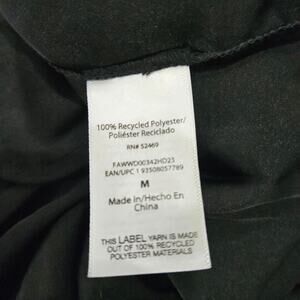 100% Recycled Polyester/
Poliéster Reciclado
RN# 52469
FAWWD00342HD23
EAN/UPC 1 93508057789
M
Made in/Hecho En
China
THIS LABEL YARN IS MADE
OUT OF 100% RECYCLED
POLYESTER MATERIALS